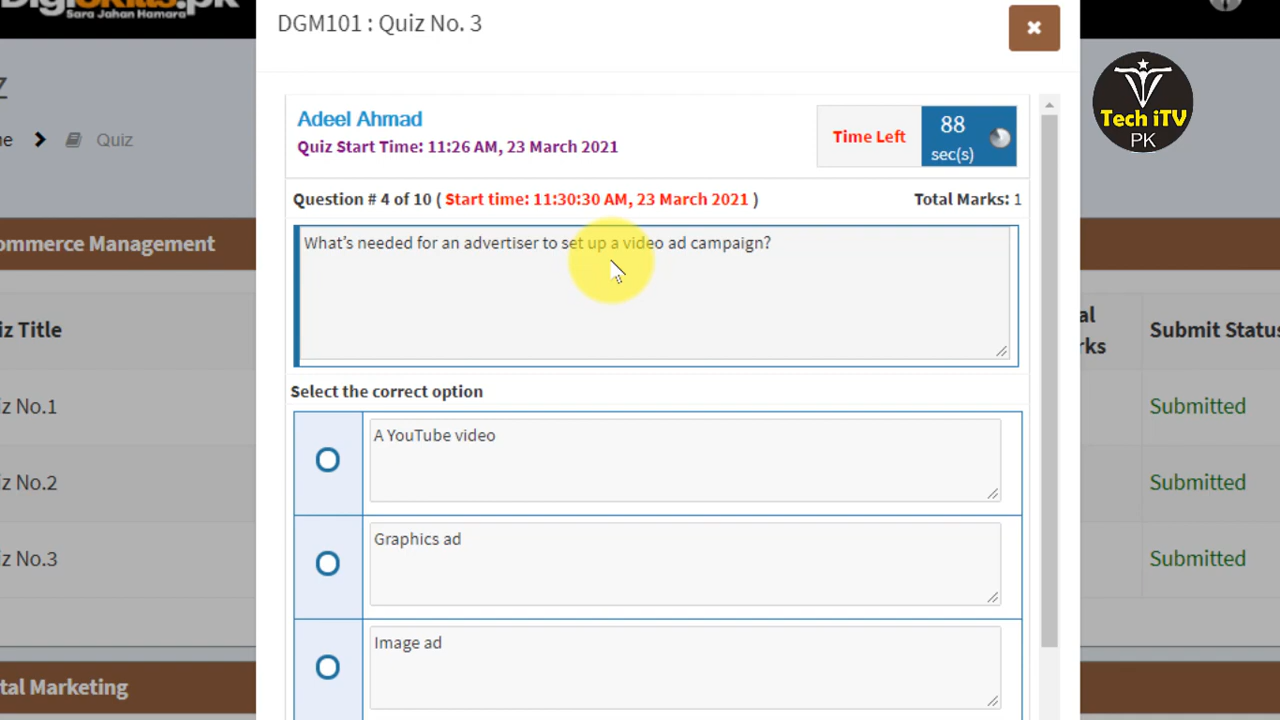 Sara Jahan Hamara
DGM101 : Quiz No. 3
✖
Tech iTV
PK
Quiz
Adeel Ahmad
Quiz Start Time: 11:26 AM, 23 March 2021
Time Left
88
sec(s)
Question # 4 of 10 ( Start time: 11:30:30 AM, 23 March 2021 )
Total Marks: 1
ommerce Management
What's needed for an advertiser to set up a video ad campaign?
iz Title
al
rks
Submit Status
Select the correct option
iz No.1
A YouTube video
Submitted
iz No.2
Graphics ad
Submitted
iz No.3
Submitted
Image ad
tal Marketing